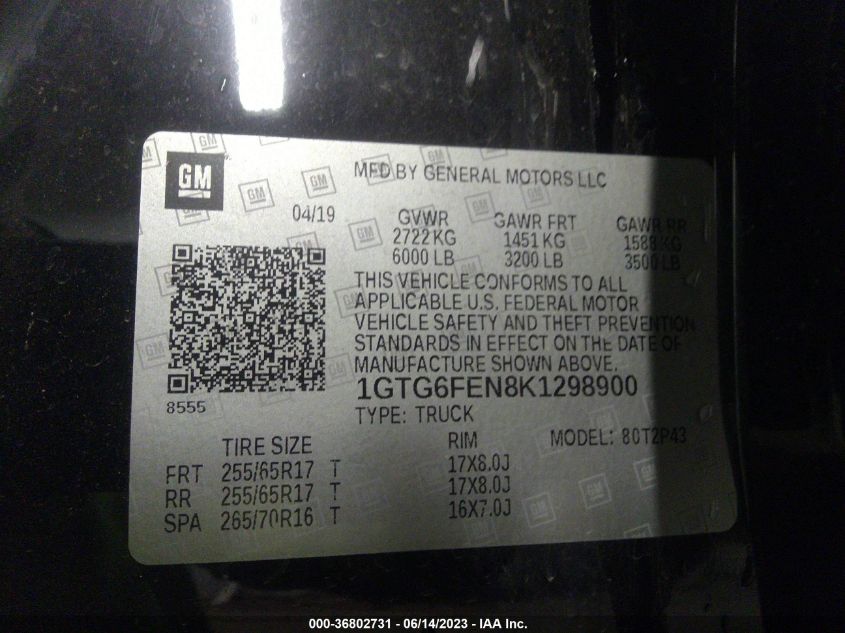 GM
MFD BY GENERAL MOTORS LLC
04/19
GVWR GAWR FRT GAWR RR
2722 KG 1451 KG 1588 KG
6000 LB 3200 LB 3500 LB
THIS VEHICLE CONFORMS TO ALL
APPLICABLE U.S. FEDERAL MOTOR
VEHICLE SAFETY AND THEFT PREVENTION
STANDARDS IN EFFECT ON THE DATE OF
MANUFACTURE SHOWN ABOVE.
1GTG6FEN8K1298900
8555
TYPE: TRUCK
TIRE SIZE RIM MODEL: 80T2P43
FRT 255/65R17 T 17X8.0J
RR 255/65R17 T 17X8.0J
SPA 265/70R16 T 16X7.0J
000-36802731 - 06/14/2023 - IAA Inc.